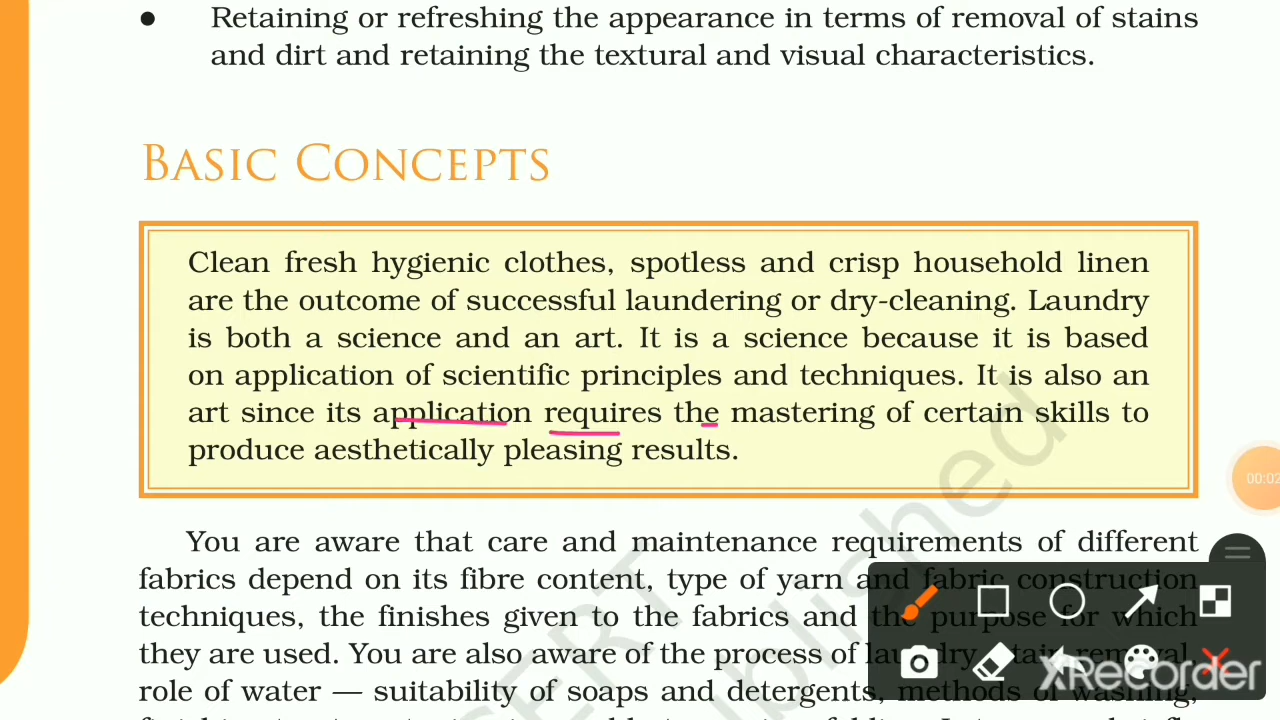 ● Retaining or refreshing the appearance in terms of removal of stains
and dirt and retaining the textural and visual characteristics.
BASIC CONCEPTS
Clean fresh hygienic clothes, spotless and crisp household linen
are the outcome of successful laundering or dry-cleaning. Laundry
is both a science and an art. It is a science because it is based
on application of scientific principles and techniques. It is also an
art since its application requires the mastering of certain skills to
produce aesthetically pleasing results.
You are aware that care and maintenance requirements of different
fabrics depend on its fibre content, type of yarn and fabric construction
techniques, the finishes given to the fabrics and the purpose for which
they are used. You are also aware of the process of laundry, stain removal,
role of water — suitability of soaps and detergents, methods of washing,
00:02
XRecorder